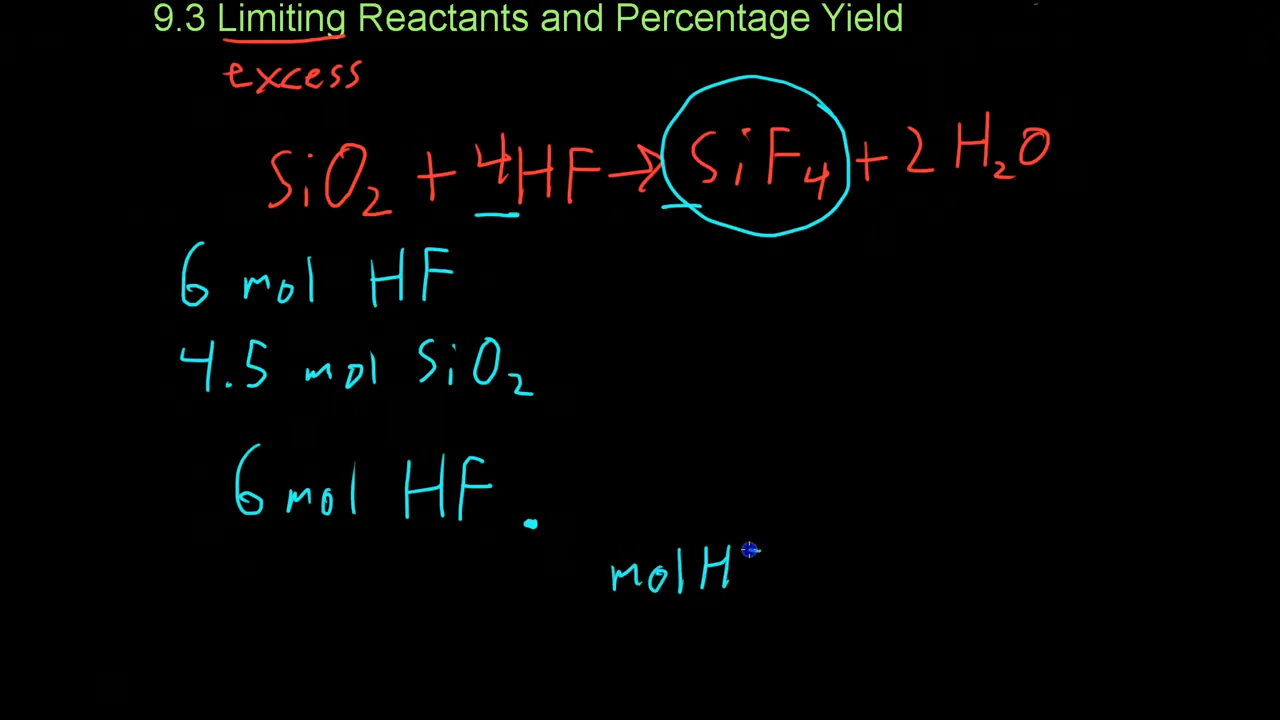 9.3 Limiting Reactants and Percentage Yield
excess
SiO₂ + 4HF → SiF₄ + 2H₂O
6 mol HF
4.5 mol SiO₂
6 mol HF .
mol H